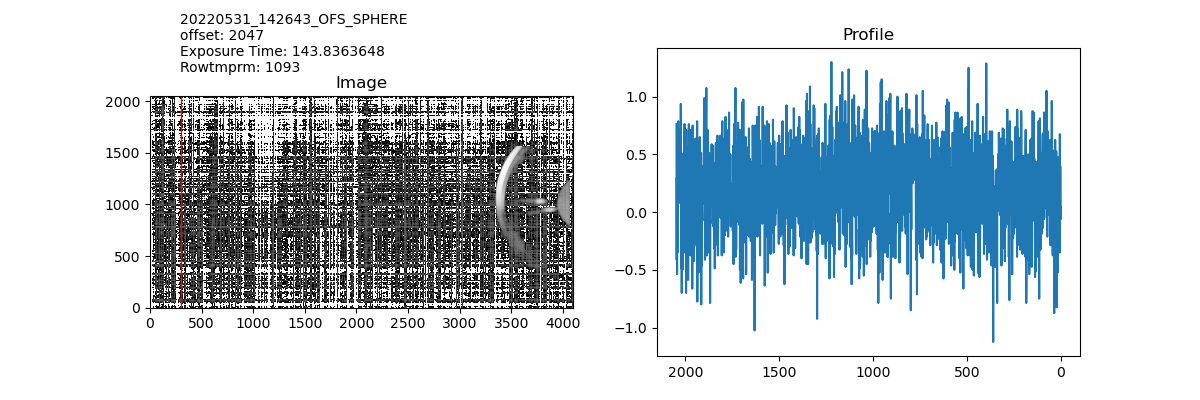 20220531_142643_OFS_SPHERE
offset: 2047
Exposure Time: 143.8363648
Rowtmprm: 1093
Image
2000
1500
1000
500
0
0 500 1000 1500 2000 2500 3000 3500 4000
Profile
1.0
0.5
0.0
−0.5
−1.0
2000 1500 1000 500 0